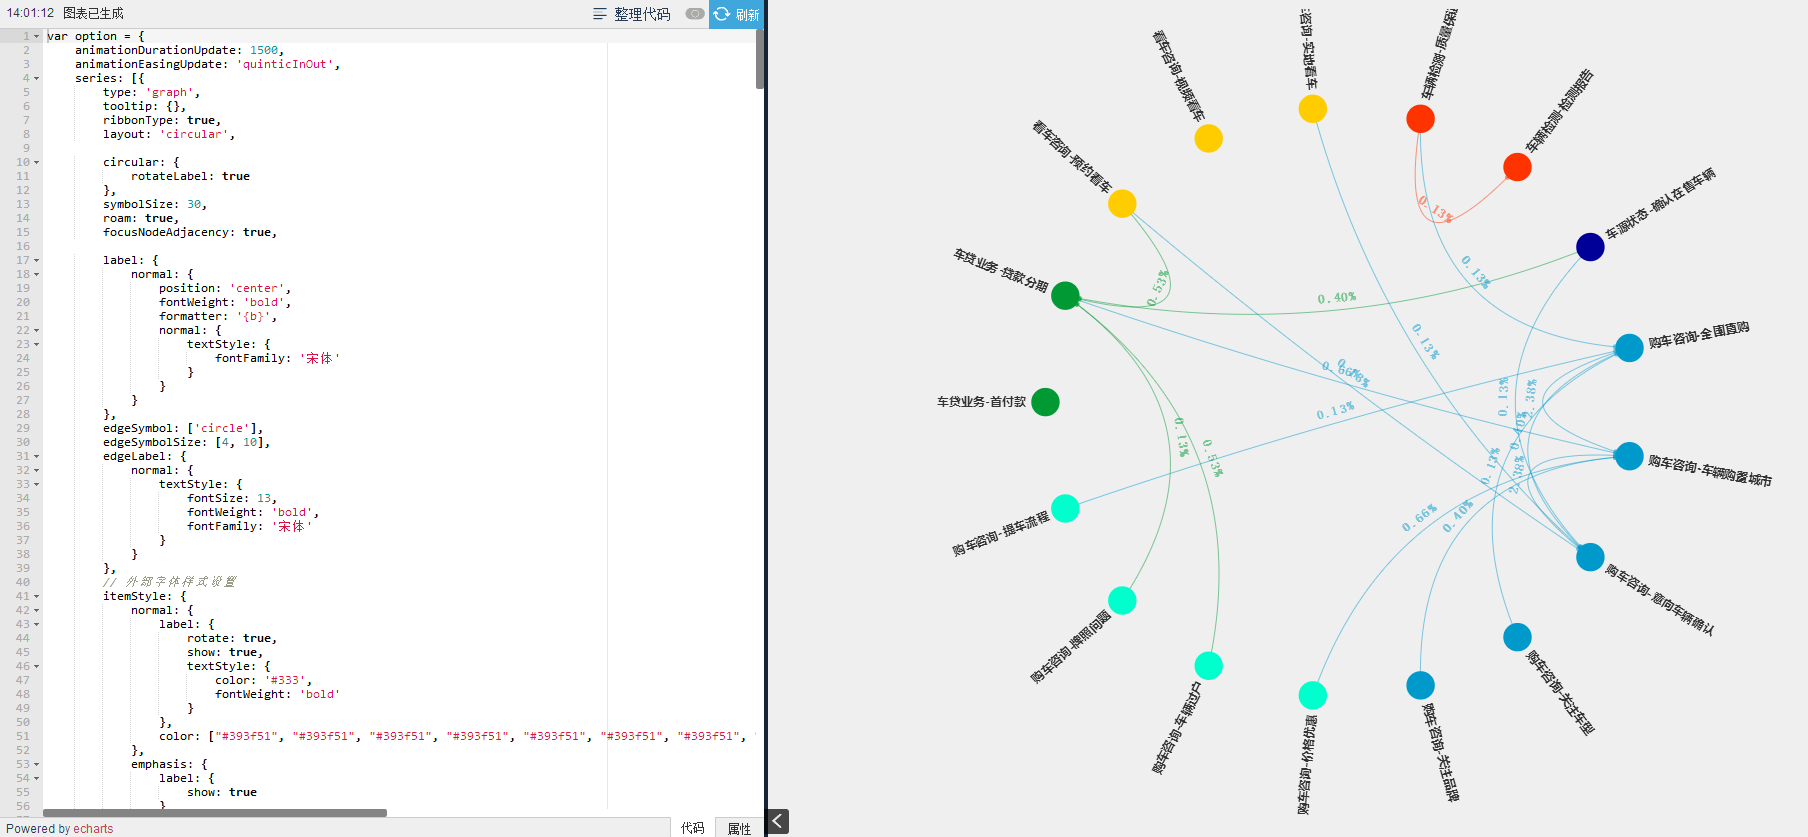 14:01:12 图表已生成
整理代码
刷新
1 var option = {
2 animationDurationUpdate: 1500,
3 animationEasingUpdate: 'quinticInOut',
4 series: [{
5 type: 'graph',
6 tooltip: {},
7 ribbonType: true,
8 layout: 'circular',
9
10 circular: {
11 rotateLabel: true
12 },
13 symbolSize: 30,
14 roam: true,
15 focusNodeAdjacency: true,
16
17 label: {
18 normal: {
19 position: 'center',
20 fontWeight: 'bold',
21 formatter: '{b}',
22 normal: {
23 textStyle: {
24 fontFamily: '宋体'
25 }
26 }
27 }
28 },
29 edgeSymbol: ['circle'],
30 edgeSymbolSize: [4, 10],
31 edgeLabel: {
32 normal: {
33 textStyle: {
34 fontSize: 13,
35 fontWeight: 'bold',
36 fontFamily: '宋体'
37 }
38 }
39 },
40 // 外部字体样式设置
41 itemStyle: {
42 normal: {
43 label: {
44 rotate: true,
45 show: true,
46 textStyle: {
47 color: '#333',
48 fontWeight: 'bold'
49 }
50 },
51 color: ["#393f51", "#393f51", "#393f51", "#393f51", "#393f51", "#393f51", "#393f51",
52 },
53 emphasis: {
54 label: {
55 show: true
56 }
Powered by echarts
代码
属性
看车咨询-视频看车
咨询-实地看车
车辆检测-质量保
车辆检测-检测报告
看车咨询-预约看车
车源状态-确认在售车辆
车贷业务-贷款分期
购车咨询-全国直购
车贷业务-首付款
购车咨询-车辆购置城市
购车咨询-提车流程
购车咨询-意向车辆确认
购车咨询-牌照问题
购车咨询-关注车型
购车咨询-车辆过户
购车咨询-价格优惠
购车咨询-关注品牌
0.13%
0.13%
0.53%
0.40%
0.13%
0.66%
0.13%
0.13%
2.38%
0.40%
0.13%
0.53%
0.13%
2.38%
0.66%
0.40%